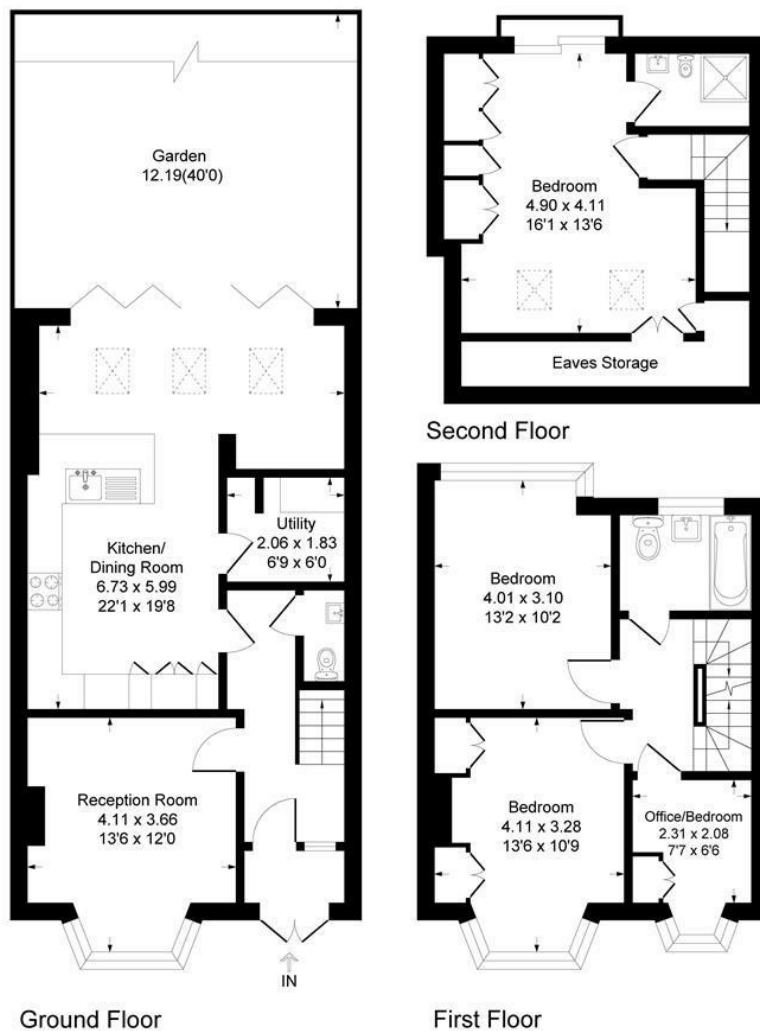 Garden
12.19(40'0)
Kitchen/
Dining Room
6.73 x 5.99
22'1 x 19'8
Utility
2.06 x 1.83
6'9 x 6'0
Reception Room
4.11 x 3.66
13'6 x 12'0
IN
Ground Floor
Bedroom
4.90 x 4.11
16'1 x 13'6
Eaves Storage
Second Floor
Bedroom
4.01 x 3.10
13'2 x 10'2
Bedroom
4.11 x 3.28
13'6 x 10'9
Office/Bedroom
2.31 x 2.08
7'7 x 6'6
First Floor